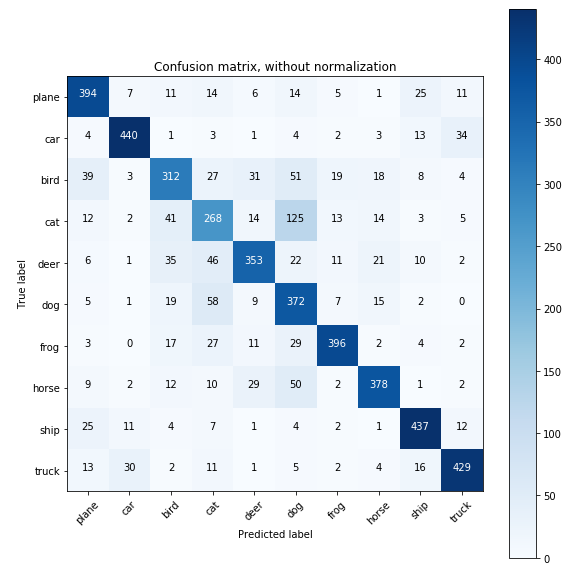 Confusion matrix, without normalization
plane 394 7 11 14 6 14 5 1 25 11
car 4 440 1 3 1 4 2 3 13 34
bird 39 3 312 27 31 51 19 18 8 4
cat 12 2 41 268 14 125 13 14 3 5
deer 6 1 35 46 353 22 11 21 10 2
dog 5 1 19 58 9 372 7 15 2 0
frog 3 0 17 27 11 29 396 2 4 2
horse 9 2 12 10 29 50 2 378 1 2
ship 25 11 4 7 1 4 2 1 437 12
truck 13 30 2 11 1 5 2 4 16 429
plane car bird cat deer dog frog horse ship truck
True label
Predicted label
400
350
300
250
200
150
100
50
0